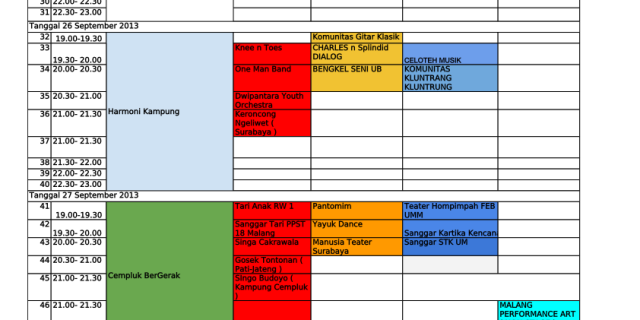 30 22.00- 22.30
31 22.30- 23.00
Tanggal 26 September 2013
32 19.00-19.30 Komunitas Gitar Klasik
33 19.30- 20.00 Knee n Toes CHARLES n Splindid DIALOG CELOTEH MUSIK
34 20.00- 20.30 One Man Band BENGKEL SENI UB KOMUNITAS KLUNTRANG KLUNTRUNG
35 20.30- 21.00 Dwipantara Youth Orchestra
36 21.00- 21.30 Harmoni Kampung Keroncong Ngeliwet ( Surabaya )
37 21.00- 21.30
38 21.30- 22.00
39 22.00- 22.30
40 22.30- 23.00
Tanggal 27 September 2013
41 19.00-19.30 Tari Anak RW 1 Pantomim Teater Hompimpah FEB UMM
42 19.30- 20.00 Sanggar Tari PPST 18 Malang Yayuk Dance Sanggar Kartika Kencan
43 20.00- 20.30 Singa Cakrawala Manusia Teater Surabaya Sanggar STK UM
44 20.30- 21.00 Gosek Tontonan ( Pati-jateng )
45 21.00- 21.30 Cempluk BerGerak Singo Budoyo ( Kampung Cempluk )
46 21.00- 21.30 MALANG PERFORMANCE ART